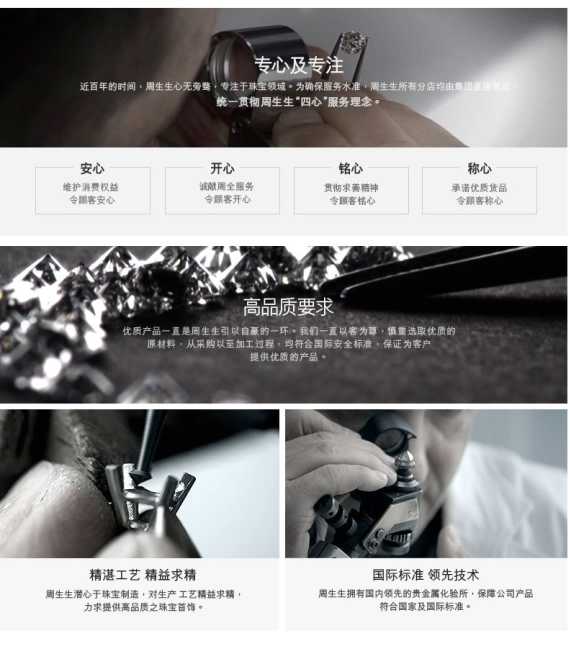 专心及专注
近百年的时间，周生生心无旁鹜，专注于珠宝领域。为确保服务水准，周生生所有分店均由集团直接管理，
统一贯彻周生生“四心”服务理念。
安心
开心
铭心
称心
维护消费权益
诚献周全服务
贯彻求善精神
承诺优质货品
令顾客安心
令顾客开心
令顾客铭心
令顾客称心
高品质要求
优质产品一直是周生生引以自豪的一环。我们一直以客为尊，慎重选取优质的
原材料，从采购以至加工过程，均符合国际安全标准，保证为客户
提供优质的产品。
精湛工艺 精益求精
国际标准 领先技术
周生生潜心于珠宝制造，对生产工艺精益求精，
力求提供高品质之珠宝首饰。
周生生拥有国内领先的贵金属化验所，保障公司产品
符合国家及国际标准。